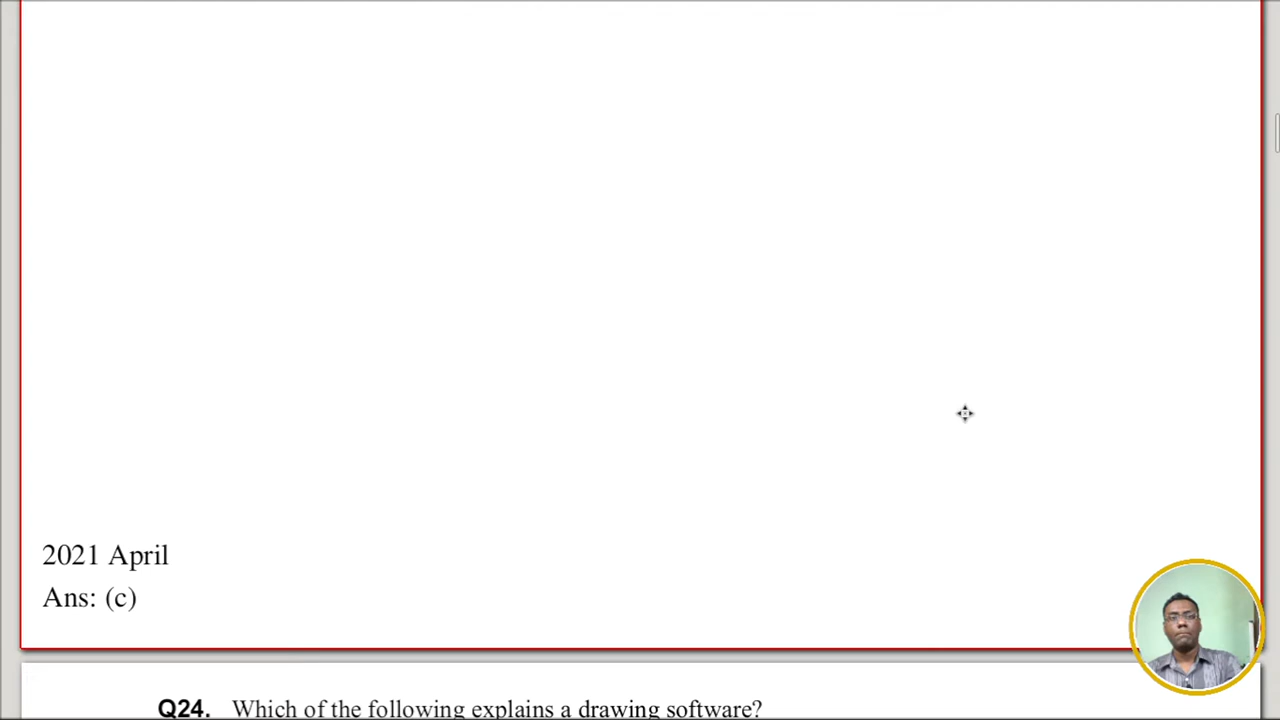 2021 April
Ans: (c)
Q24. Which of the following explains a drawing software?